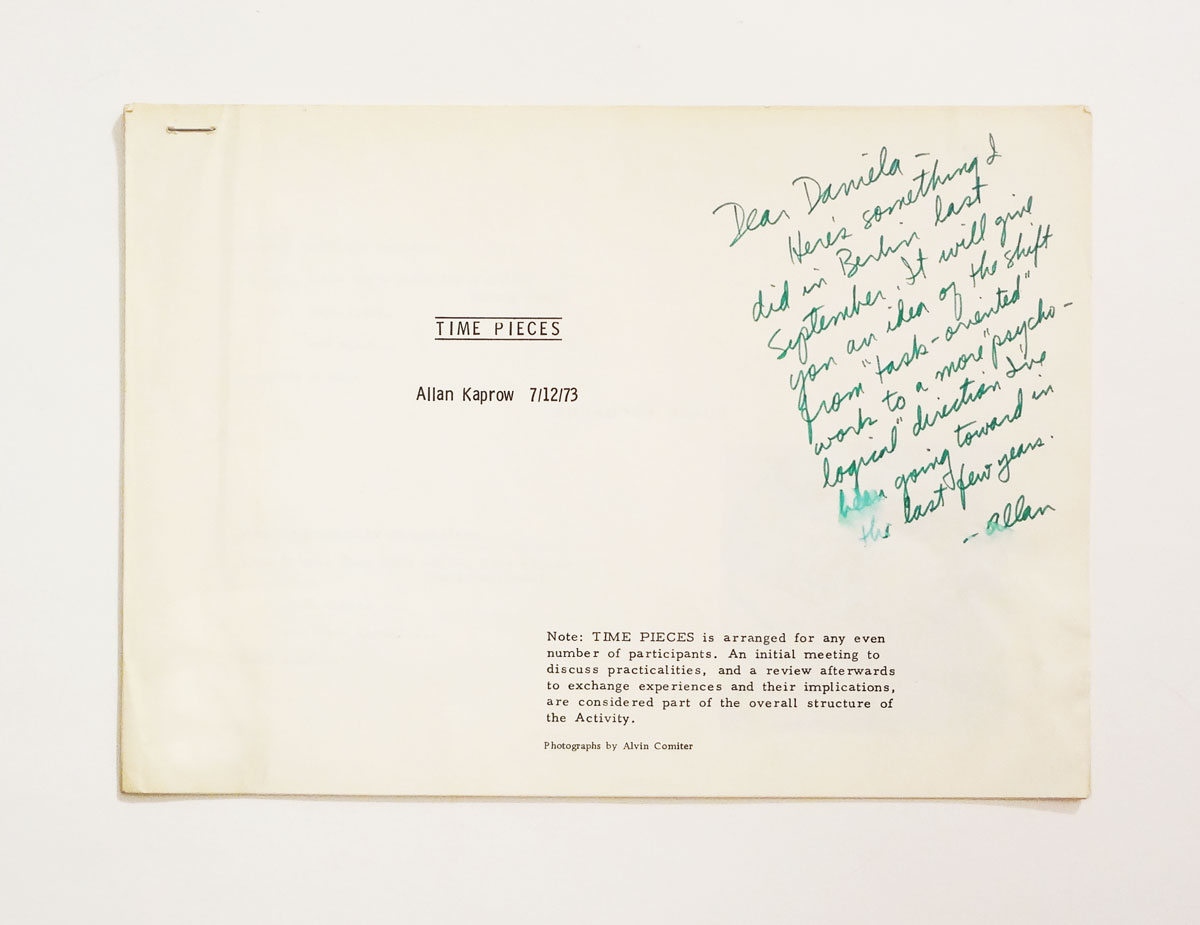 TIME PIECES
Allan Kaprow 7/12/73
Dear Daniela –
Here's something I
did in Berlin last
September. It will give
you an idea of the shift
from "task-oriented"
work to a more "psycho-
logical" direction I've
been going toward in
the last few years.
– Allan
Note: TIME PIECES is arranged for any even
number of participants. An initial meeting to
discuss practicalities, and a review afterwards
to exchange experiences and their implications,
are considered part of the overall structure of
the Activity.
Photographs by Alvin Comiter